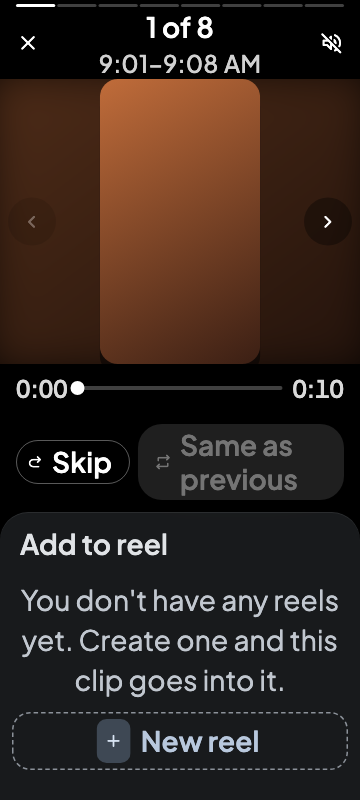 1 of 8
9:01–9:08 AM
0:00
0:10
Skip
Same as
previous
Add to reel
You don't have any reels
yet. Create one and this
clip goes into it.
+ New reel